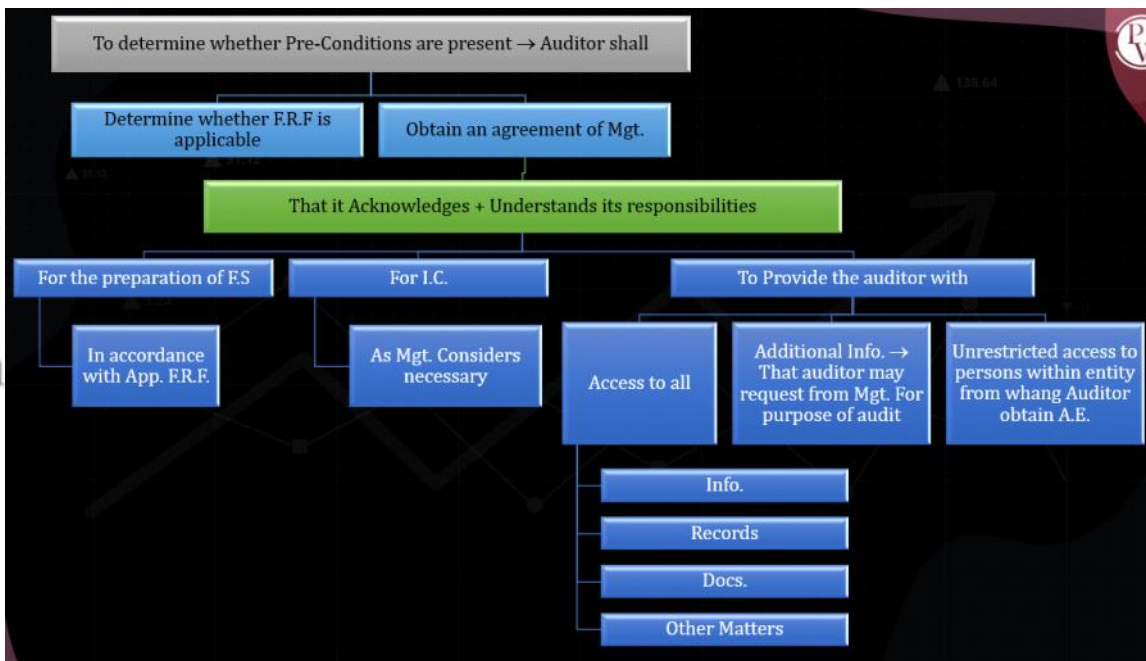 To determine whether Pre-Conditions are present → Auditor shall
Determine whether F.R.F is
applicable
Obtain an agreement of Mgt.
That it Acknowledges + Understands its responsibilities
For the preparation of F.S
For I.C.
To Provide the auditor with
In accordance
with App. F.R.F.
As Mgt. Considers
necessary
Access to all
Additional Info. →
That auditor may
request from Mgt. For
purpose of audit
Unrestricted access to
persons within entity
from whang Auditor
obtain A.E.
Info.
Records
Docs.
Other Matters
138.64